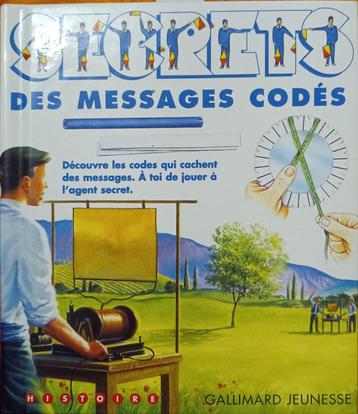 SECRETS
DES MESSAGES CODÉS
Découvre les codes qui cachent
des messages. À toi de jouer à
l'agent secret.
HISTOIRE
GALLIMARD JEUNESSE